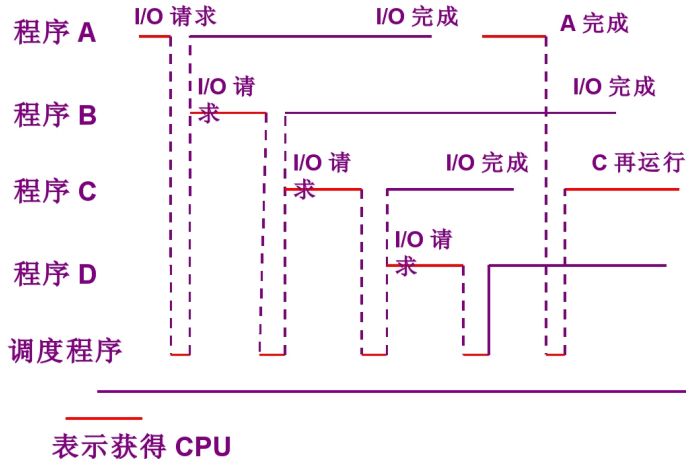 程序 A
I/O 请求
I/O 完成
A 完成
程序 B
I/O 请
求
I/O 完成
程序 C
I/O 请
求
I/O 完成
C 再运行
程序 D
I/O 请
求
调度程序
表示获得 CPU